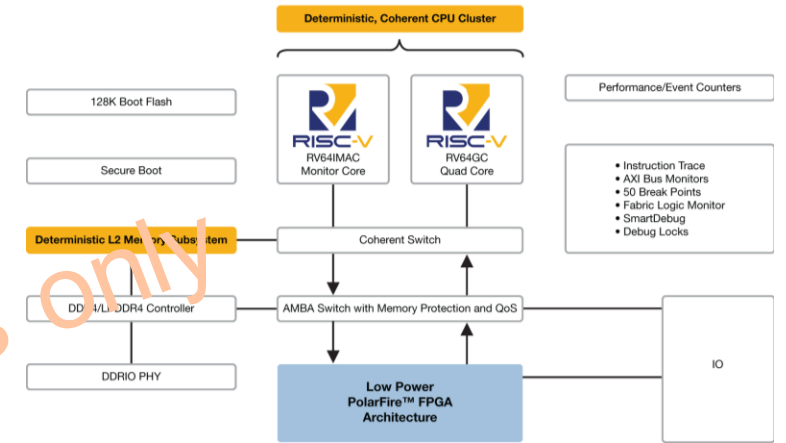 Deterministic, Coherent CPU Cluster
128K Boot Flash
Secure Boot
RISC-V
RV64IMAC
Monitor Core
RISC-V
RV64GC
Quad Core
Performance/Event Counters
• Instruction Trace
• AXI Bus Monitors
• 50 Break Points
• Fabric Logic Monitor
• SmartDebug
• Debug Locks
Deterministic L2 Memory Subsystem
Coherent Switch
DDR4/LPDDR4 Controller
AMBA Switch with Memory Protection and QoS
IO
DDRIO PHY
Low Power
PolarFire™ FPGA
Architecture
only